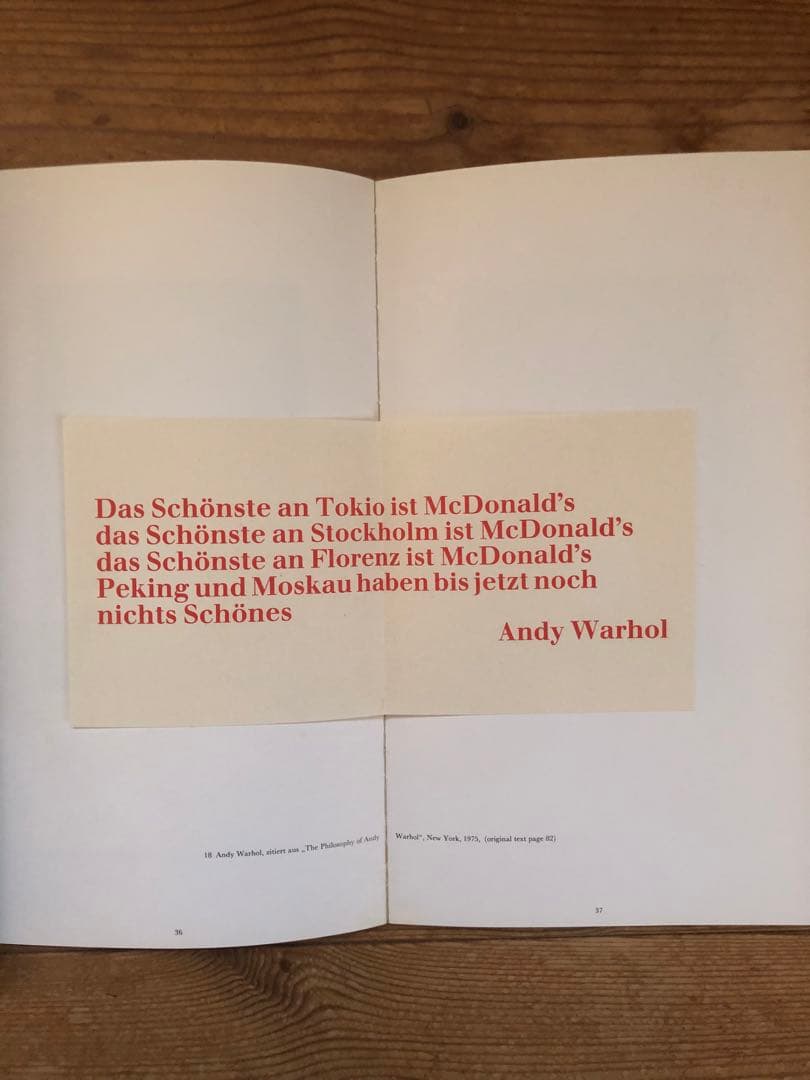 Das Schönste an Tokio ist McDonald’s
das Schönste an Stockholm ist McDonald’s
das Schönste an Florenz ist McDonald’s
Peking und Moskau haben bis jetzt noch
nichts Schönes
Andy Warhol
18 Andy Warhol, zitiert aus „The Philosophy of Andy Warhol“, New York, 1975, (original text page 82)
36
37